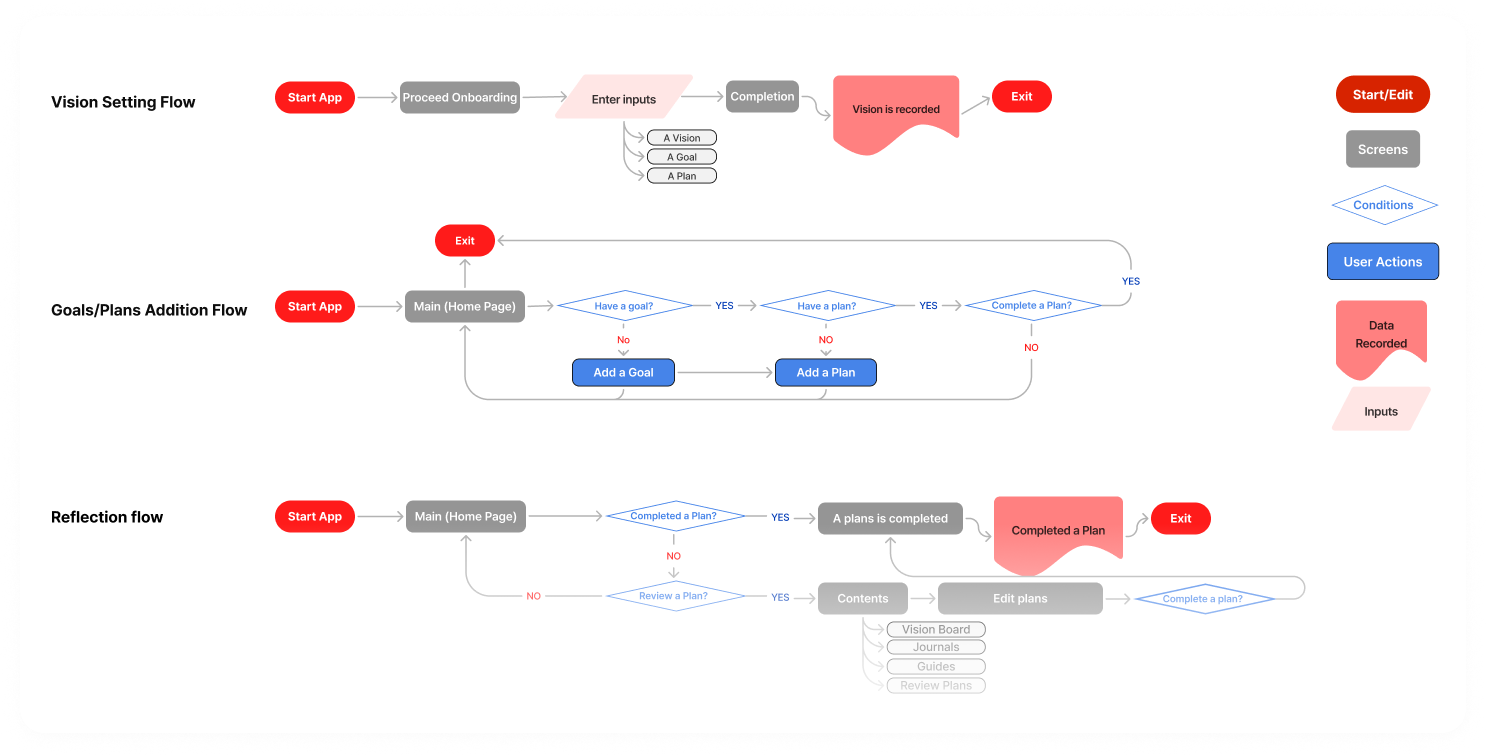 Vision Setting Flow
Start App
Proceed Onboarding
Enter inputs
A Vision
A Goal
A Plan
Completion
Vision is recorded
Exit
Goals/Plans Addition Flow
Exit
Start App
Main (Home Page)
Have a goal?
YES
Have a plan?
YES
Complete a Plan?
YES
No
NO
NO
Add a Goal
Add a Plan
Reflection flow
Start App
Main (Home Page)
Completed a Plan?
YES
A plans is completed
Completed a Plan
Exit
NO
NO
Review a Plan?
YES
Contents
Edit plans
Complete a plan?
Vision Board
Journals
Guides
Review Plans
Start/Edit
Screens
Conditions
User Actions
Data
Recorded
Inputs